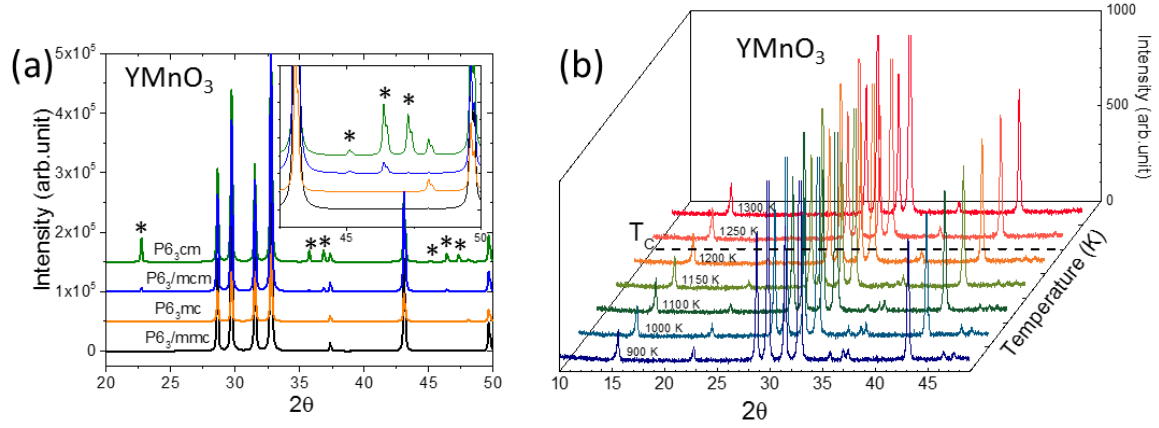 (a)
YMnO3
Intensity (arb.unit)
5x10^5
4x10^5
3x10^5
2x10^5
1x10^5
0
*
*
*
*
* *
* * *
45
50
P63cm
P63/mcm
P63mc
P63/mmc
20
25
30
35
40
45
50
2θ
(b)
YMnO3
1000
500
0
Intensity (arb.unit)
1300 K
1250 K
TC
1200 K
1150 K
1100 K
1000 K
900 K
Temperature (K)
10
15
20
25
30
35
40
45
2θ